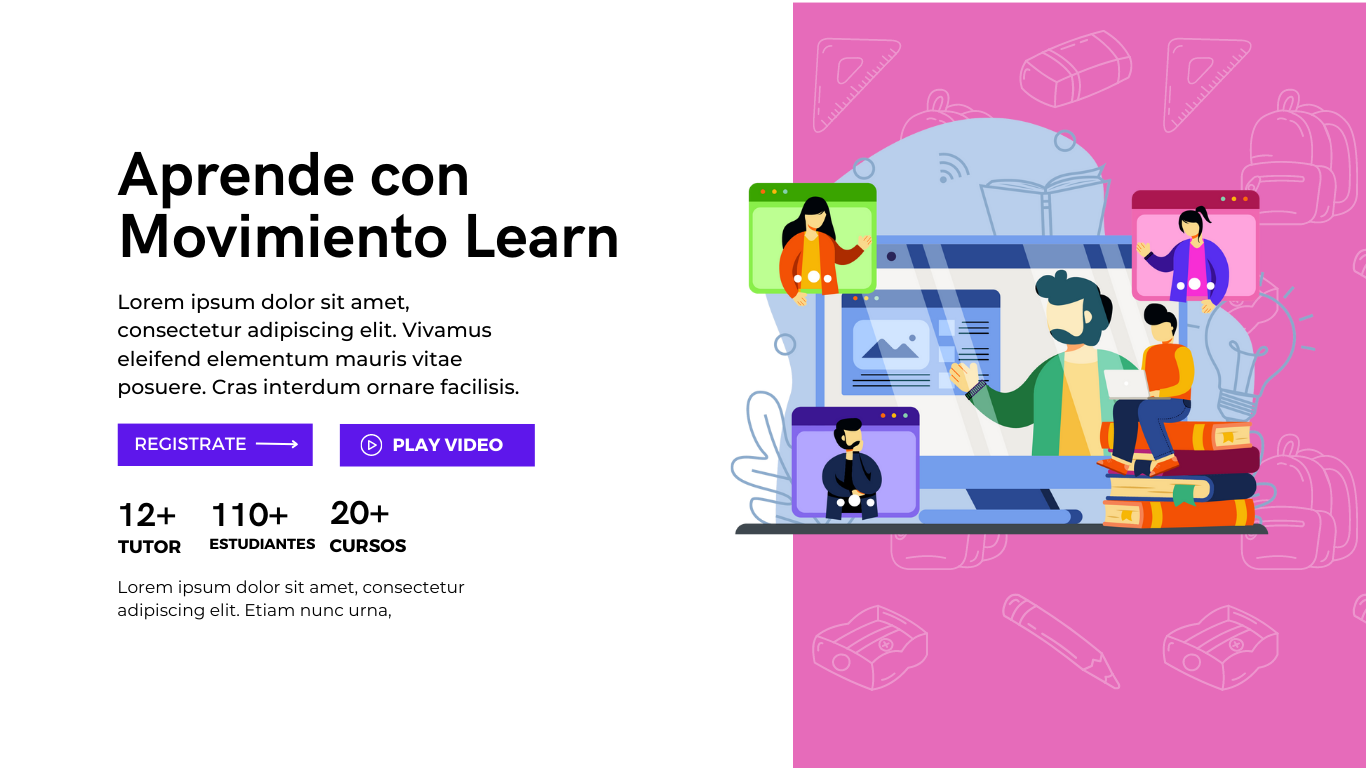 Aprende con
Movimiento Learn
Lorem ipsum dolor sit amet,
consectetur adipiscing elit. Vivamus
eleifend elementum mauris vitae
posuere. Cras interdum ornare facilisis.
REGISTRATE
PLAY VIDEO
12+ 110+ 20+
TUTOR ESTUDIANTES CURSOS
Lorem ipsum dolor sit amet, consectetur
adipiscing elit. Etiam nunc urna,